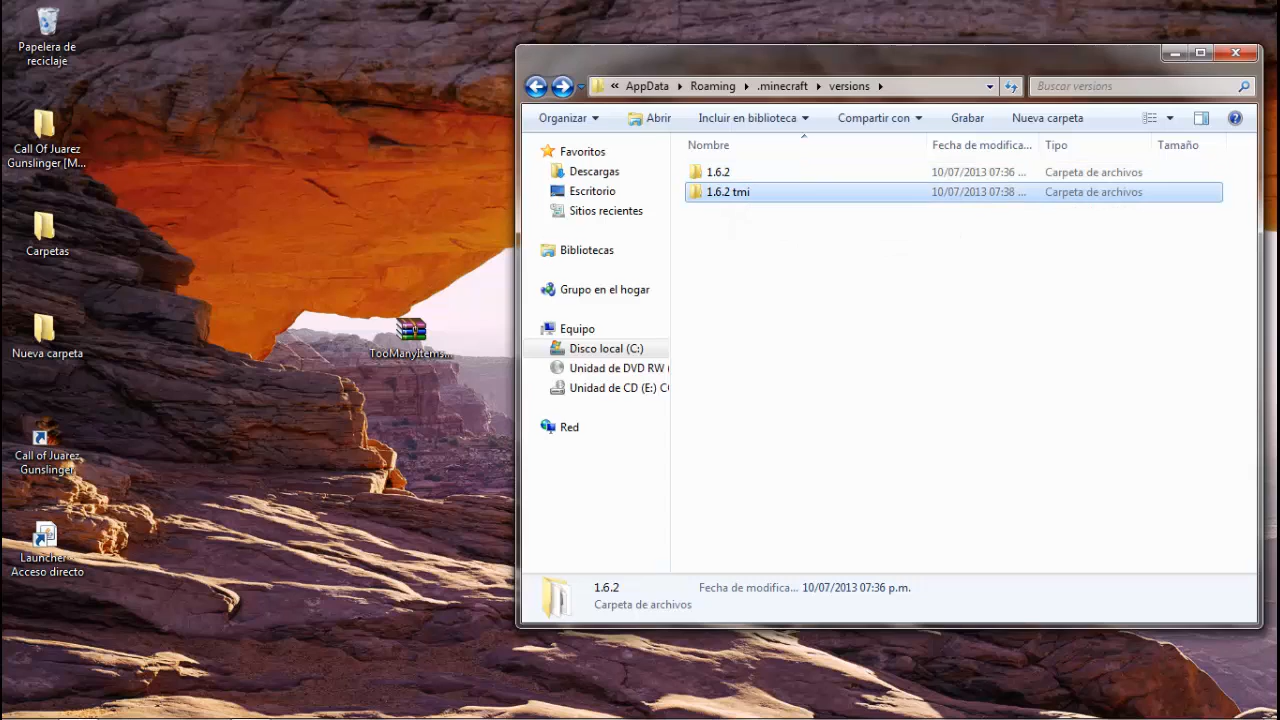 Papelera de
reciclaje
Call Of Juarez
Gunslinger [M...
Carpetas
Nueva carpeta
Call of Juarez
Gunslinger
Launcher -
Acceso directo
TooManyItems...
« AppData Roaming .minecraft versions
Buscar versions
Organizar Abrir Incluir en biblioteca Compartir con Grabar Nueva carpeta
Nombre Fecha de modifica... Tipo Tamaño
1.6.2 10/07/2013 07:36 ... Carpeta de archivos
1.6.2 tmi 10/07/2013 07:38 ... Carpeta de archivos
Favoritos
Descargas
Escritorio
Sitios recientes
Bibliotecas
Grupo en el hogar
Equipo
Disco local (C:)
Unidad de DVD RW (
Unidad de CD (E:) C
Red
1.6.2 Fecha de modifica... 10/07/2013 07:36 p.m.
Carpeta de archivos